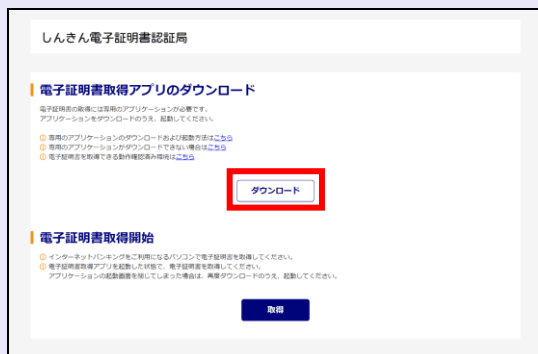 しんきん電子証明書認証局
電子証明書取得アプリのダウンロード
電子証明書の取得には専用のアプリケーションが必要です。
アプリケーションをダウンロードのうえ、起動してください。
専用のアプリケーションのダウンロードおよび起動方法はこちら
専用のアプリケーションがダウンロードできない場合はこちら
電子証明書を取得できる動作確認済み環境はこちら
ダウンロード
電子証明書取得開始
インターネットバンキングをご利用になるパソコンで電子証明書を取得してください。
電子証明書取得アプリを起動した状態で、電子証明書を取得してください。
アプリケーションの起動画面を閉じてしまった場合は、再度ダウンロードのうえ、起動してください。
取得